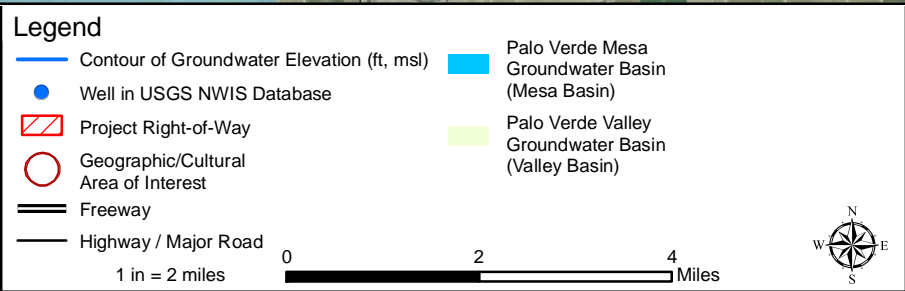 Legend
Contour of Groundwater Elevation (ft, msl)
Well in USGS NWIS Database
Project Right-of-Way
Geographic/Cultural
Area of Interest
Freeway
Highway / Major Road
Palo Verde Mesa
Groundwater Basin
(Mesa Basin)
Palo Verde Valley
Groundwater Basin
(Valley Basin)
1 in = 2 miles
0 2 4
Miles
N
W E
S